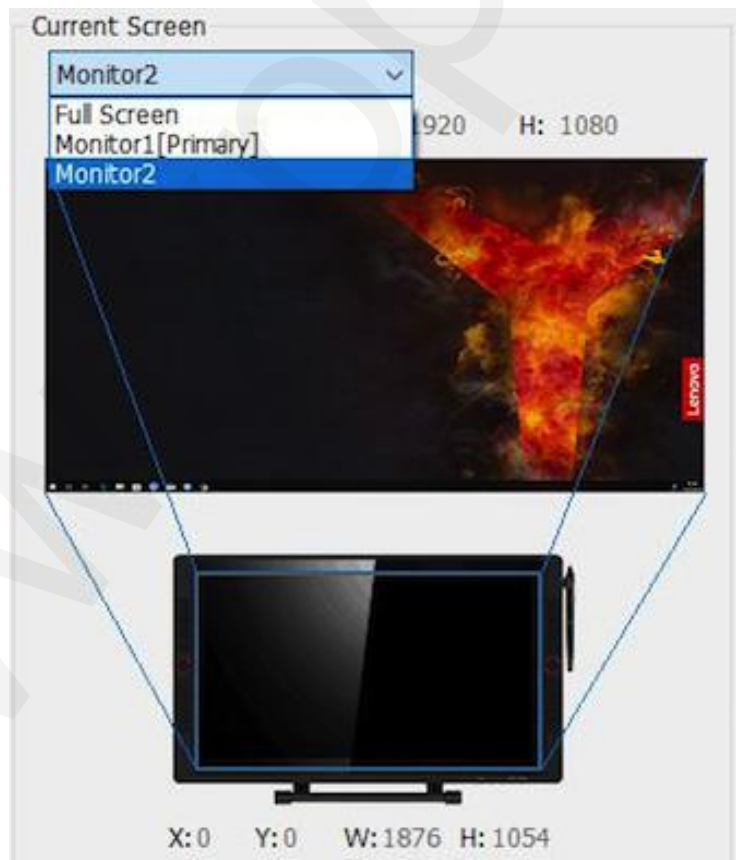 Current Screen
Monitor2
Full Screen
1920 H: 1080
Monitor1[Primary]
Monitor2
Lenovo
X: 0 Y: 0 W: 1876 H: 1054